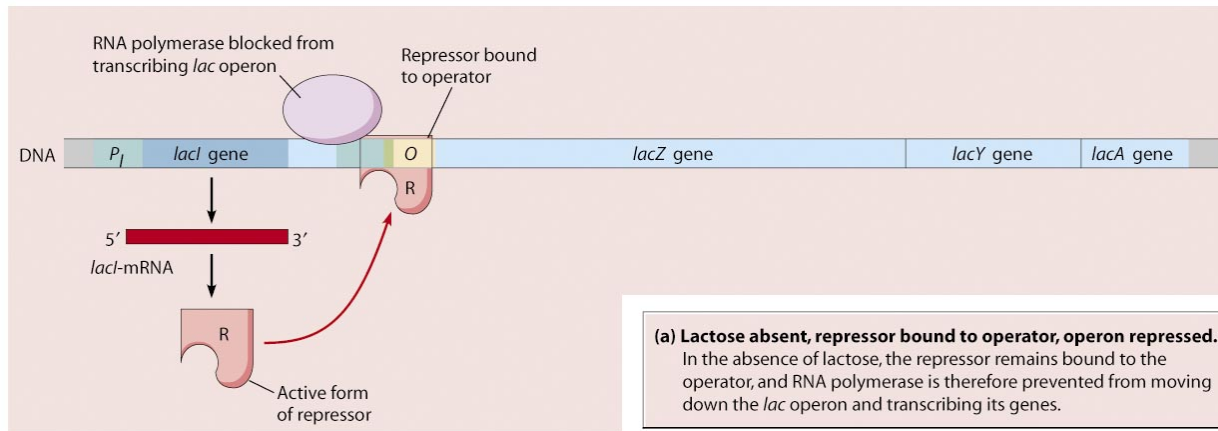 RNA polymerase blocked from
transcribing lac operon
Repressor bound
to operator
DNA
PI
lacI gene
O
lacZ gene
lacY gene
lacA gene
R
5′
3′
lacI-mRNA
R
Active form
of repressor
(a) Lactose absent, repressor bound to operator, operon repressed.
In the absence of lactose, the repressor remains bound to the
operator, and RNA polymerase is therefore prevented from moving
down the lac operon and transcribing its genes.